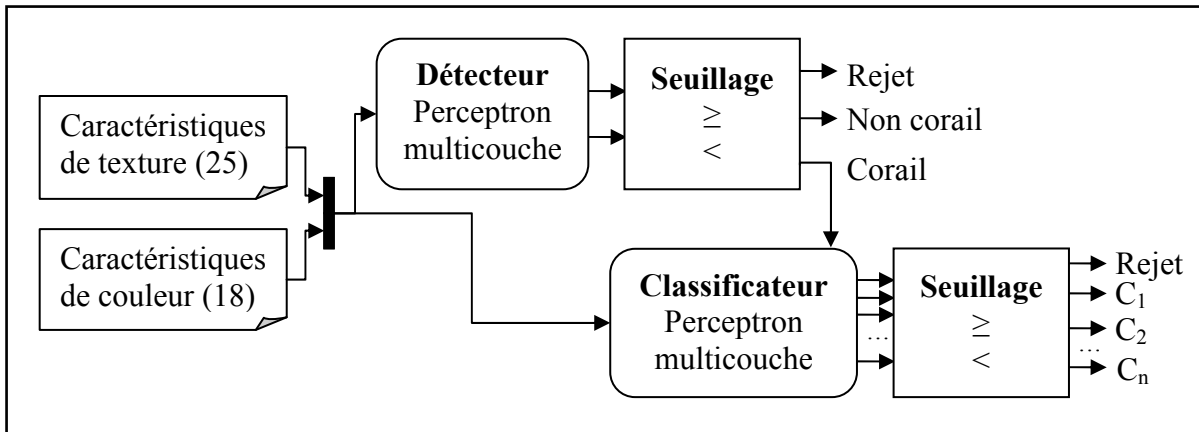 Caractéristiques
de texture (25)
Caractéristiques
de couleur (18)
Détecteur
Perceptron
multicouche
Seuillage
≥
<
Rejet
Non corail
Corail
Classificateur
Perceptron
multicouche
...
Seuillage
≥
<
Rejet
C1
C2
...
Cn